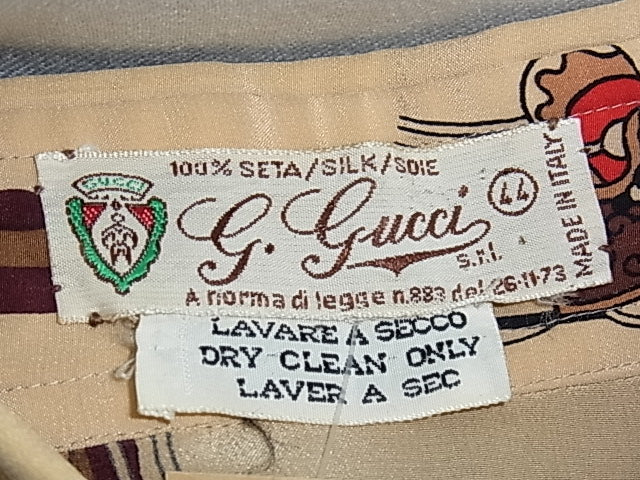 100% SETA/SILK/SOIE
GUCCI
G. Gucci
44
s.r.l.
MADE IN ITALY
A norma di legge n.883 del 26-11-73
LAVARE A SECCO
DRY CLEAN ONLY
LAVER A SEC